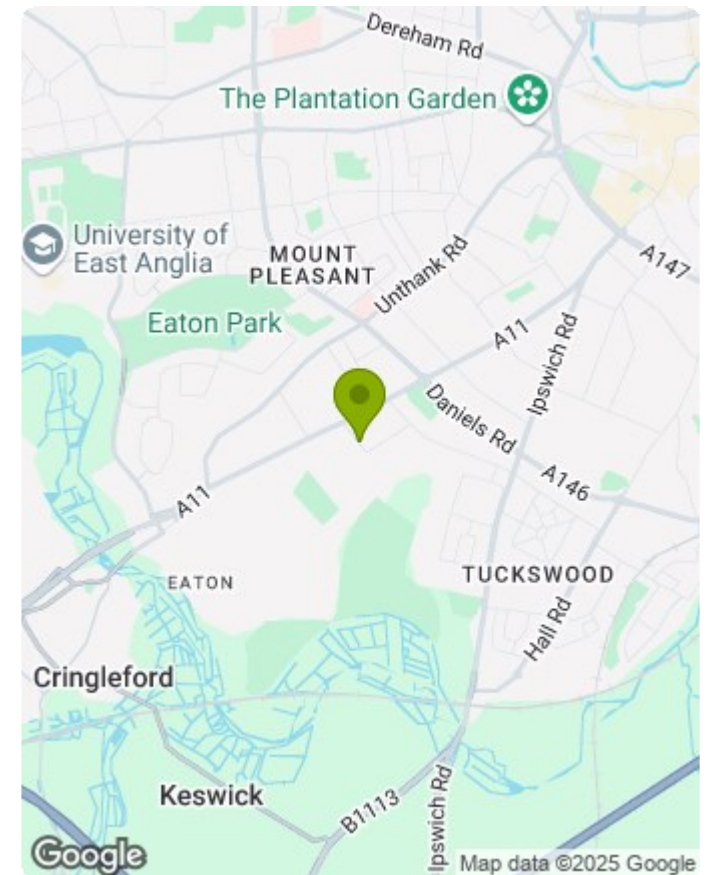 Dereham Rd
The Plantation Garden
University of
East Anglia
MOUNT
PLEASANT
Unthank Rd
A147
Eaton Park
A11
Ipswich Rd
Daniels Rd
A146
A11
EATON
TUCKSWOOD
Hall Rd
Cringleford
Keswick
B1113
Ipswich Rd
Google
Map data ©2025 Google